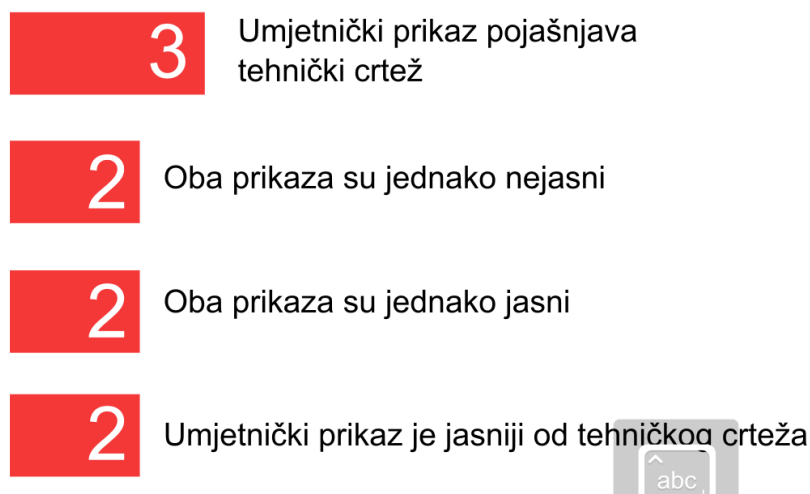 3
Umjetnički prikaz pojašnjava
tehnički crtež
2
Oba prikaza su jednako nejasni
2
Oba prikaza su jednako jasni
2
Umjetnički prikaz je jasniji od tehničkog crteža
abc